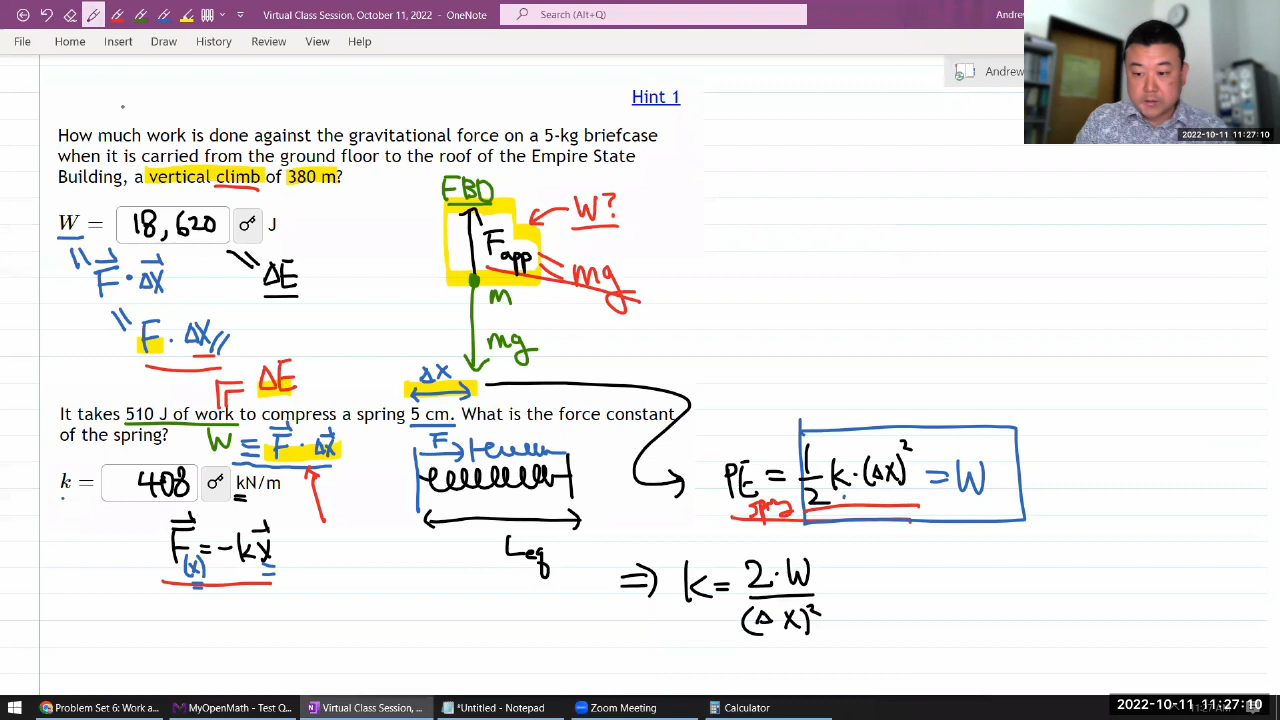 Virtual Class Session, October 11, 2022 - OneNote
Search (Alt+Q)
Andrew
File Home Insert Draw History Review View Help
Andrew
2022-10-11 11:27:10
Hint 1
How much work is done against the gravitational force on a 5-kg briefcase
when it is carried from the ground floor to the roof of the Empire State
Building, a vertical climb of 380 m?
FBD
W = 18,620 J
W?
F⃗ · Δx⃗
ΔE
F app
mg
m
F · Δx
mg
ΔE
Δx
It takes 510 J of work to compress a spring 5 cm. What is the force constant
of the spring?
W = F⃗ · Δx⃗
F
k = 408 kN/m
PE spring = 1/2 k · (Δx)² = W
F⃗(x) = -kx⃗
Leq
⇒ k = 2·W / (Δx)²
Problem Set 6: Work a... MyOpenMath - Test Q... Virtual Class Session, ... *Untitled - Notepad Zoom Meeting Calculator
2022-10-11 11:27:10